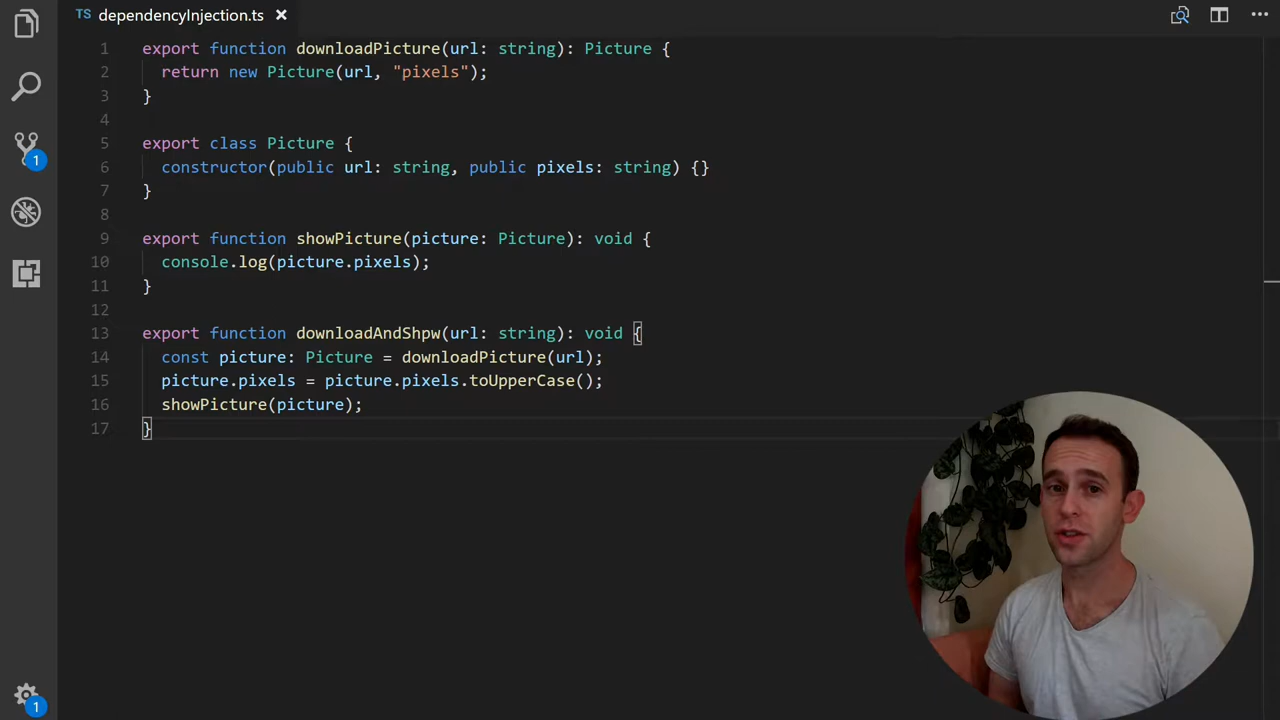 TS dependencyInjection.ts ×
1 export function downloadPicture(url: string): Picture {
2 return new Picture(url, "pixels");
3 }
4
5 export class Picture {
6 constructor(public url: string, public pixels: string) {}
7 }
8
9 export function showPicture(picture: Picture): void {
10 console.log(picture.pixels);
11 }
12
13 export function downloadAndShpw(url: string): void {
14 const picture: Picture = downloadPicture(url);
15 picture.pixels = picture.pixels.toUpperCase();
16 showPicture(picture);
17 }
1
1